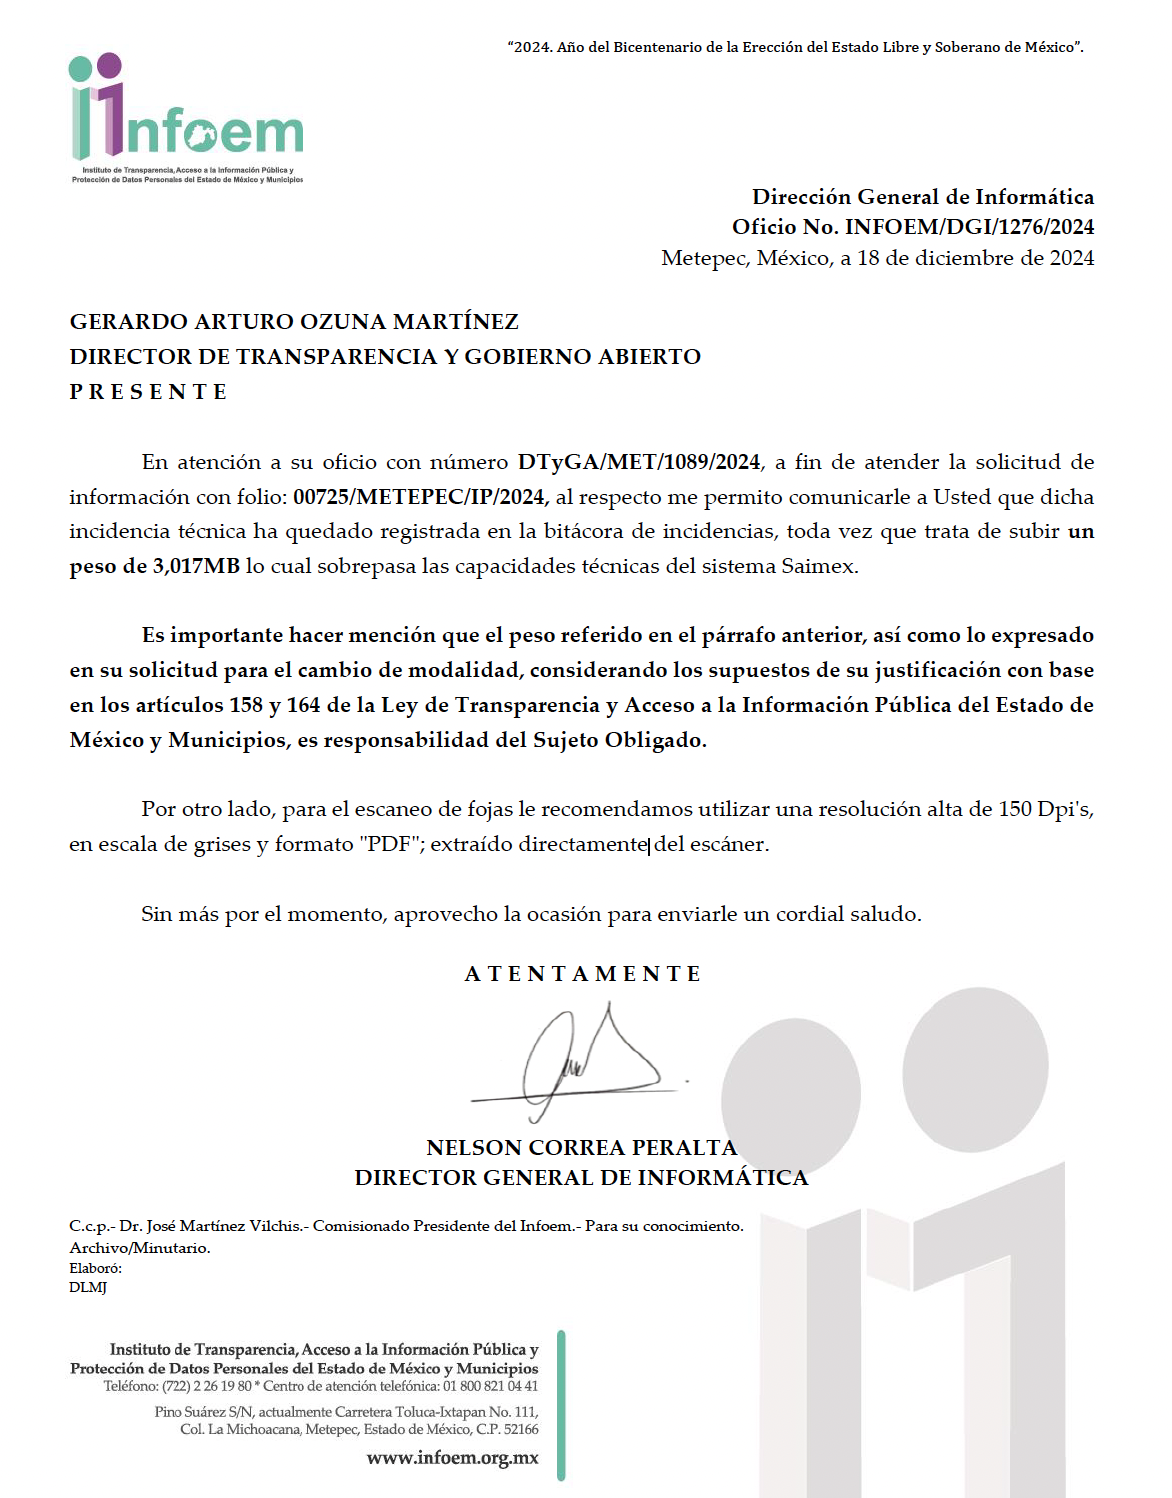 “2024. Año del Bicentenario de la Erección del Estado Libre y Soberano de México”.
infoem
Instituto de Transparencia, Acceso a la Información Pública y
Protección de Datos Personales del Estado de México y Municipios
Dirección General de Informática
Oficio No. INFOEM/DGI/1276/2024
Metepec, México, a 18 de diciembre de 2024
GERARDO ARTURO OZUNA MARTÍNEZ
DIRECTOR DE TRANSPARENCIA Y GOBIERNO ABIERTO
P R E S E N T E
En atención a su oficio con número DTyGA/MET/1089/2024, a fin de atender la solicitud de
información con folio: 00725/METEPEC/IP/2024, al respecto me permito comunicarle a Usted que dicha
incidencia técnica ha quedado registrada en la bitácora de incidencias, toda vez que trata de subir un
peso de 3,017MB lo cual sobrepasa las capacidades técnicas del sistema Saimex.
Es importante hacer mención que el peso referido en el párrafo anterior, así como lo expresado
en su solicitud para el cambio de modalidad, considerando los supuestos de su justificación con base
en los artículos 158 y 164 de la Ley de Transparencia y Acceso a la Información Pública del Estado de
México y Municipios, es responsabilidad del Sujeto Obligado.
Por otro lado, para el escaneo de fojas le recomendamos utilizar una resolución alta de 150 Dpi's,
en escala de grises y formato "PDF"; extraído directamente del escáner.
Sin más por el momento, aprovecho la ocasión para enviarle un cordial saludo.
A T E N T A M E N T E
NELSON CORREA PERALTA
DIRECTOR GENERAL DE INFORMÁTICA
C.c.p.- Dr. José Martínez Vilchis.- Comisionado Presidente del Infoem.- Para su conocimiento.
Archivo/Minutario.
Elaboró:
DLMJ
Instituto de Transparencia, Acceso a la Información Pública y
Protección de Datos Personales del Estado de México y Municipios
Teléfono: (722) 2 26 19 80 * Centro de atención telefónica: 01 800 821 04 41
Pino Suárez S/N, actualmente Carretera Toluca-Ixtapan No. 111,
Col. La Michoacana, Metepec, Estado de México, C.P. 52166
www.infoem.org.mx